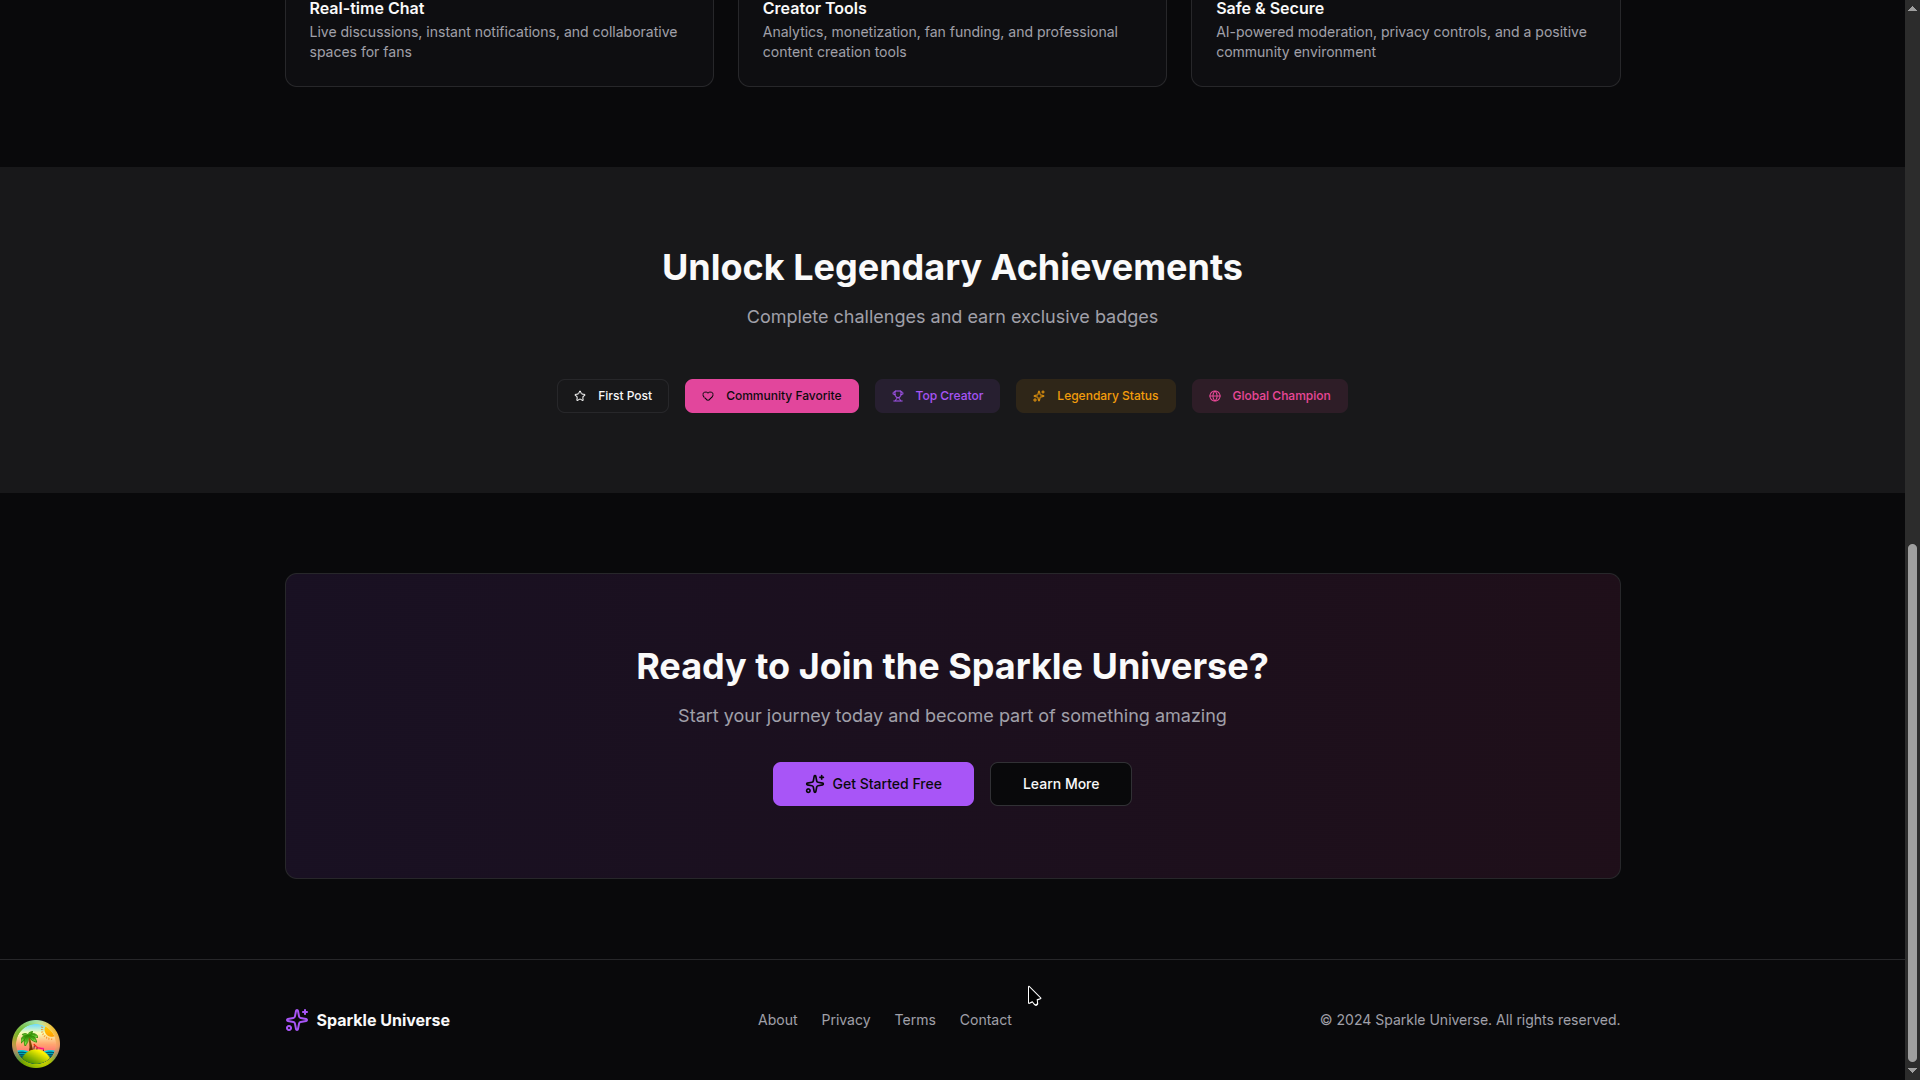 Real-time Chat
Live discussions, instant notifications, and collaborative
spaces for fans
Creator Tools
Analytics, monetization, fan funding, and professional
content creation tools
Safe & Secure
AI-powered moderation, privacy controls, and a positive
community environment
Unlock Legendary Achievements
Complete challenges and earn exclusive badges
First Post
Community Favorite
Top Creator
Legendary Status
Global Champion
Ready to Join the Sparkle Universe?
Start your journey today and become part of something amazing
Get Started Free
Learn More
Sparkle Universe
About
Privacy
Terms
Contact
© 2024 Sparkle Universe. All rights reserved.